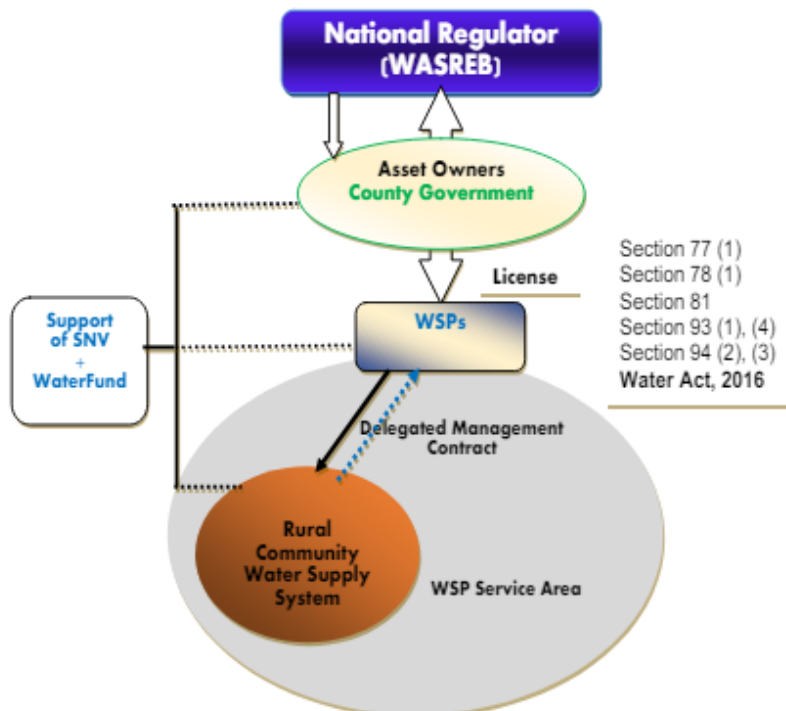 National Regulator
(WASREB)
Asset Owners
County Government
License
Section 77 (1)
Section 78 (1)
Section 81
Section 93 (1), (4)
Section 94 (2), (3)
Water Act, 2016
WSPs
Support
of SNV
+
WaterFund
Delegated Management
Contract
Rural
Community
Water Supply
System
WSP Service Area